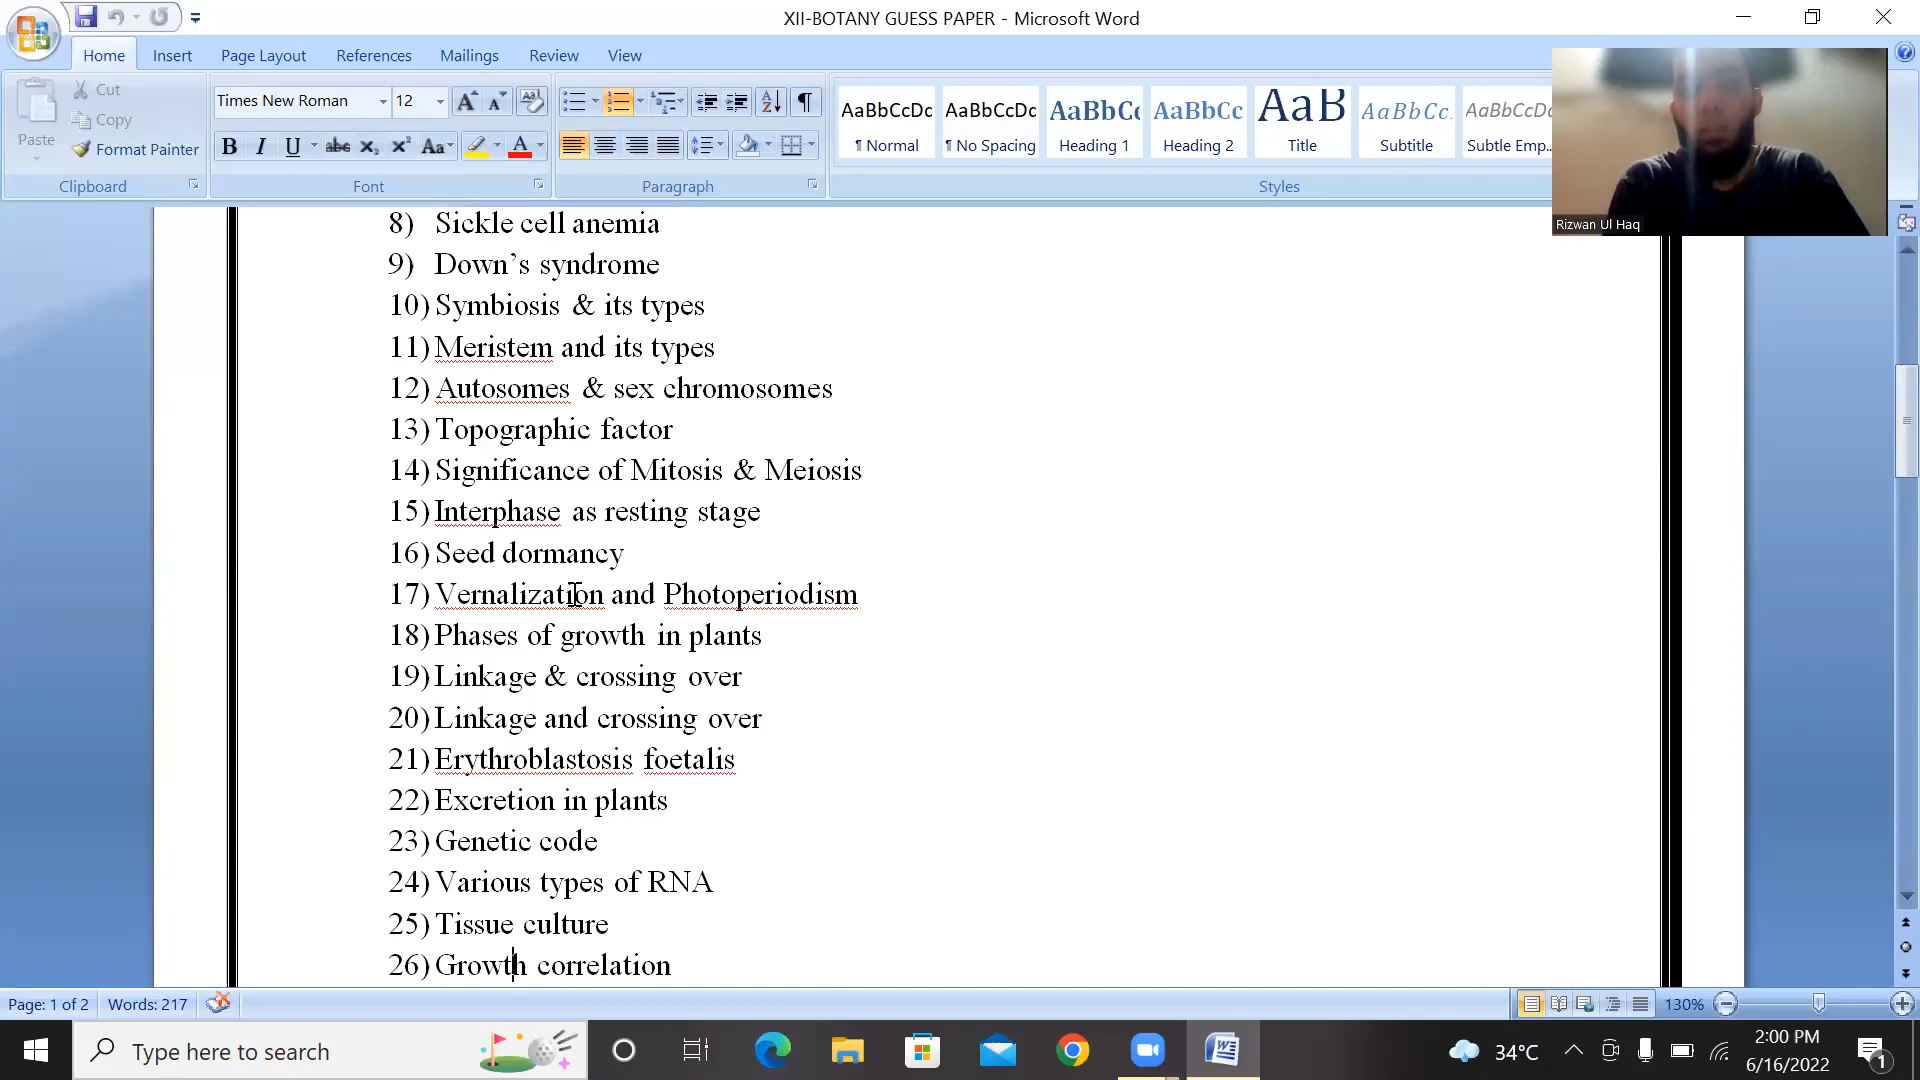 XII-BOTANY GUESS PAPER - Microsoft Word
Home Insert Page Layout References Mailings Review View
Paste
Cut
Copy
Format Painter
Clipboard
Times New Roman 12
B I U abc X₂ X² Aa A
Font
Paragraph
AaBbCcDc AaBbCcDc AaBbC AaBbCc AaB AaBbCc. AaBbCcDc
¶ Normal ¶ No Spacing Heading 1 Heading 2 Title Subtitle Subtle Emp...
Styles
Rizwan Ul Haq
8) Sickle cell anemia
9) Down’s syndrome
10) Symbiosis & its types
11) Meristem and its types
12) Autosomes & sex chromosomes
13) Topographic factor
14) Significance of Mitosis & Meiosis
15) Interphase as resting stage
16) Seed dormancy
17) Vernalization and Photoperiodism
18) Phases of growth in plants
19) Linkage & crossing over
20) Linkage and crossing over
21) Erythroblastosis foetalis
22) Excretion in plants
23) Genetic code
24) Various types of RNA
25) Tissue culture
26) Growth correlation
Page: 1 of 2 Words: 217 130%
Type here to search
34°C
2:00 PM
6/16/2022
1